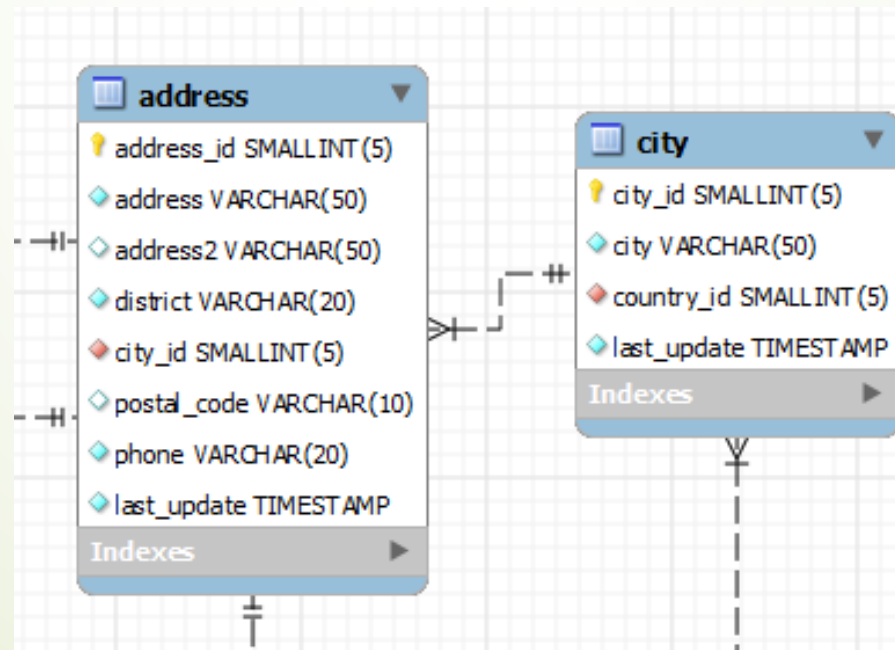 address
address_id SMALLINT(5)
address VARCHAR(50)
address2 VARCHAR(50)
district VARCHAR(20)
city_id SMALLINT(5)
postal_code VARCHAR(10)
phone VARCHAR(20)
last_update TIMESTAMP
Indexes
city
city_id SMALLINT(5)
city VARCHAR(50)
country_id SMALLINT(5)
last_update TIMESTAMP
Indexes